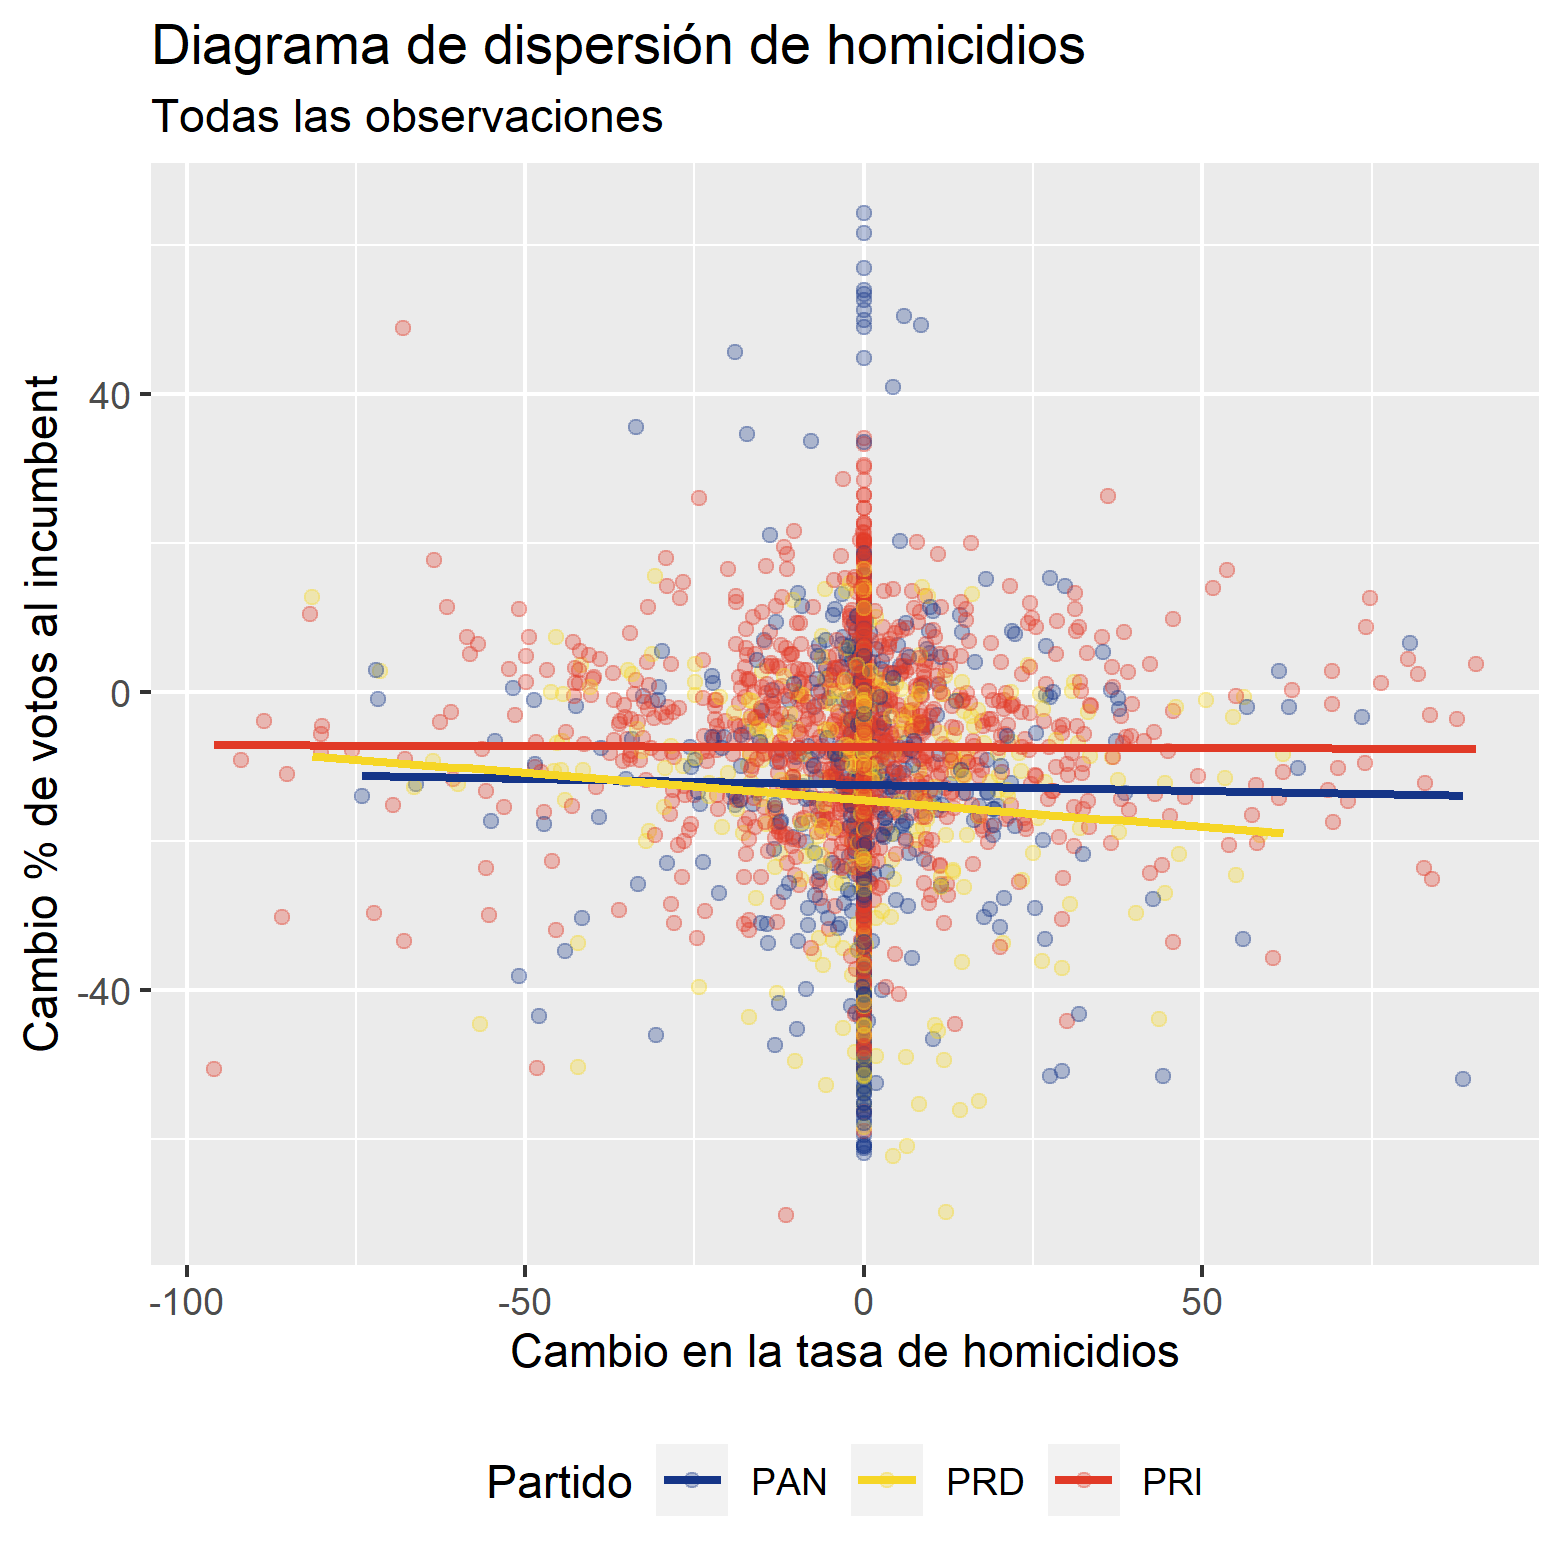 Diagrama de dispersión de homicidios
Todas las observaciones
Cambio % de votos al incumbent
40
0
-40
-100
-50
0
50
Cambio en la tasa de homicidios
Partido
PAN
PRD
PRI